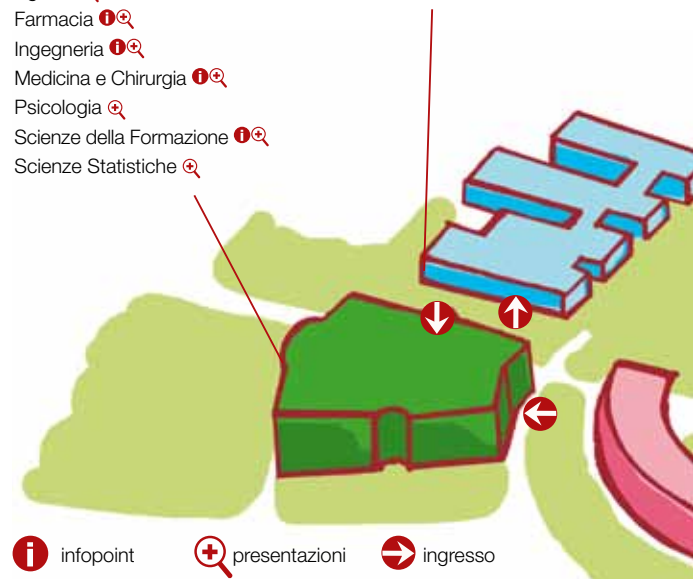 Farmacia
Ingegneria
Medicina e Chirurgia
Psicologia
Scienze della Formazione
Scienze Statistiche
i infopoint
presentazioni
ingresso